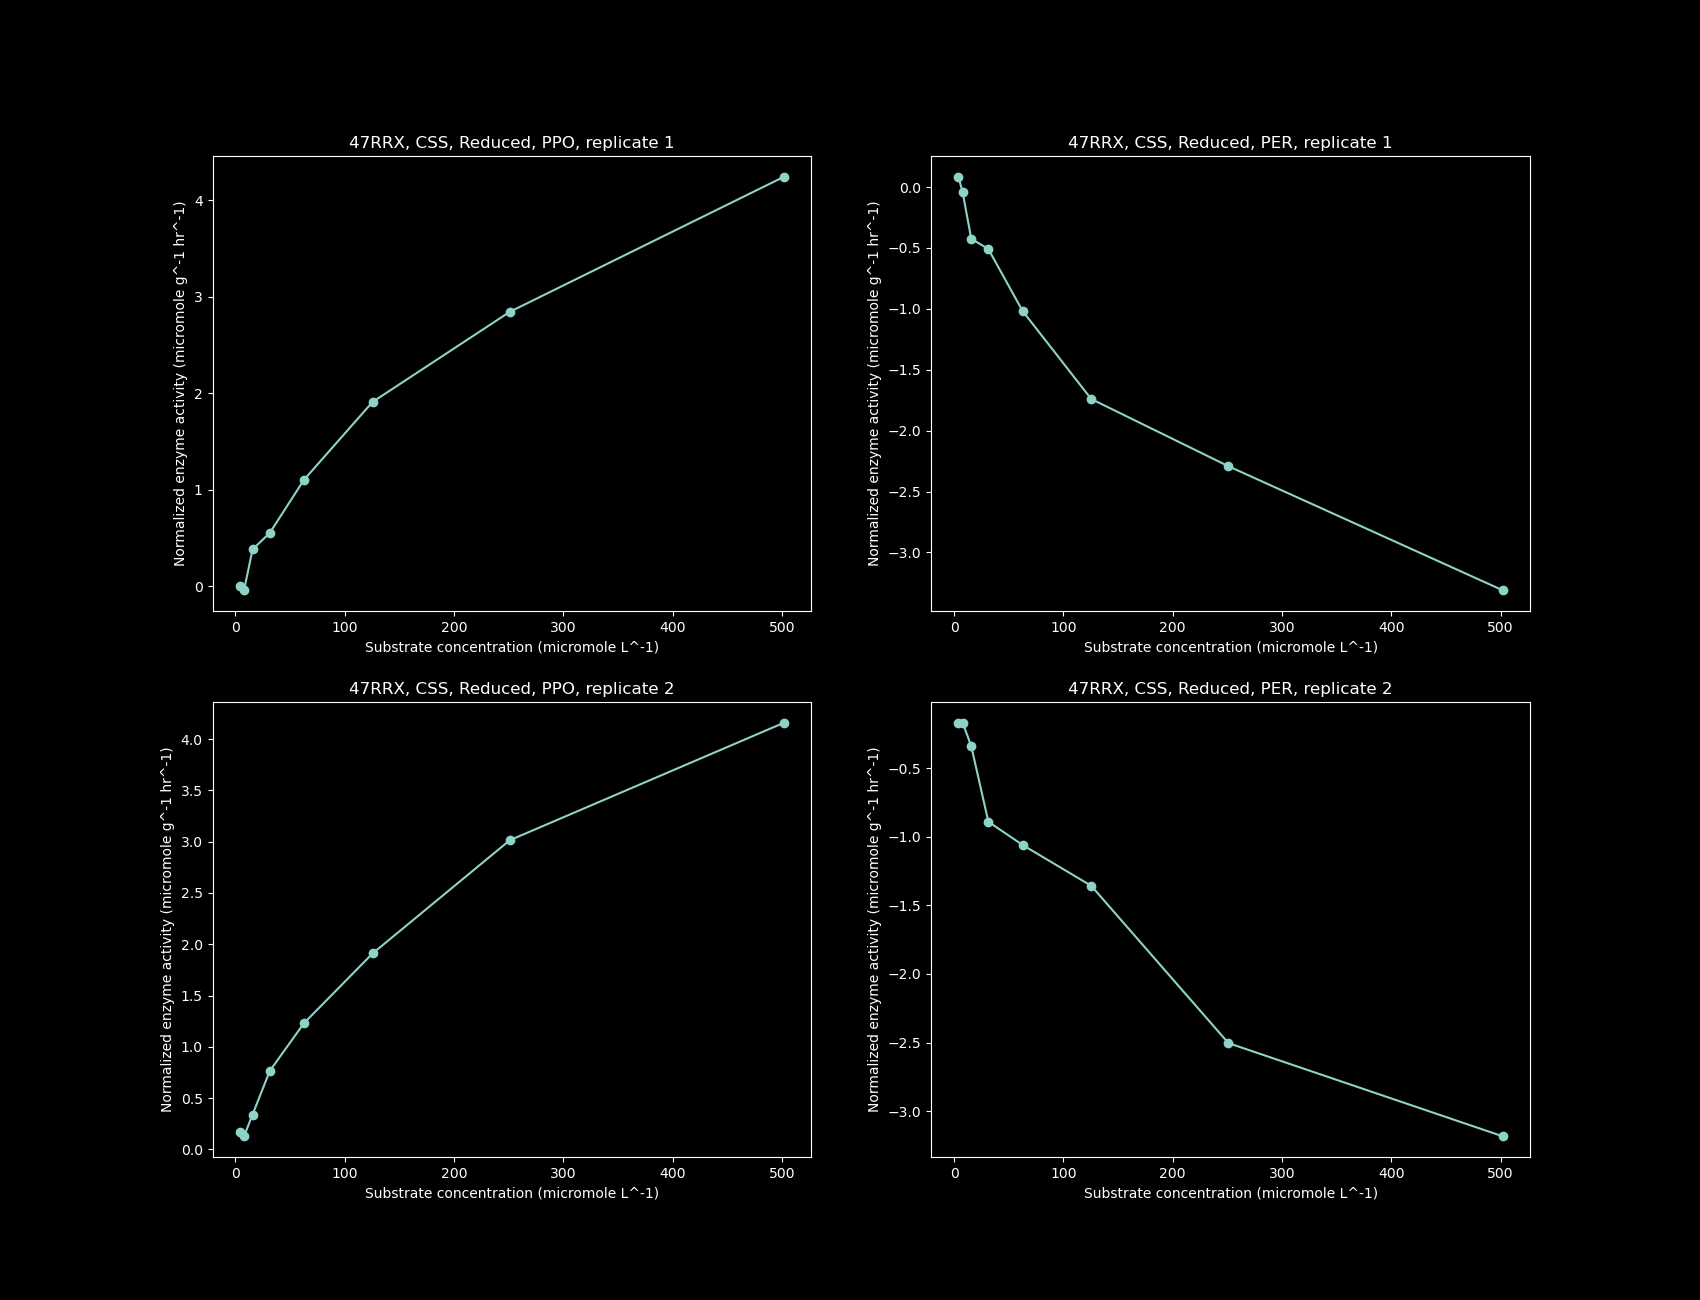 47RRX, CSS, Reduced, PPO, replicate 1
Normalized enzyme activity (micromole g^-1 hr^-1)
4
3
2
1
0
0 100 200 300 400 500
Substrate concentration (micromole L^-1)
47RRX, CSS, Reduced, PER, replicate 1
Normalized enzyme activity (micromole g^-1 hr^-1)
0.0
−0.5
−1.0
−1.5
−2.0
−2.5
−3.0
0 100 200 300 400 500
Substrate concentration (micromole L^-1)
47RRX, CSS, Reduced, PPO, replicate 2
Normalized enzyme activity (micromole g^-1 hr^-1)
4.0
3.5
3.0
2.5
2.0
1.5
1.0
0.5
0.0
0 100 200 300 400 500
Substrate concentration (micromole L^-1)
47RRX, CSS, Reduced, PER, replicate 2
Normalized enzyme activity (micromole g^-1 hr^-1)
−0.5
−1.0
−1.5
−2.0
−2.5
−3.0
0 100 200 300 400 500
Substrate concentration (micromole L^-1)